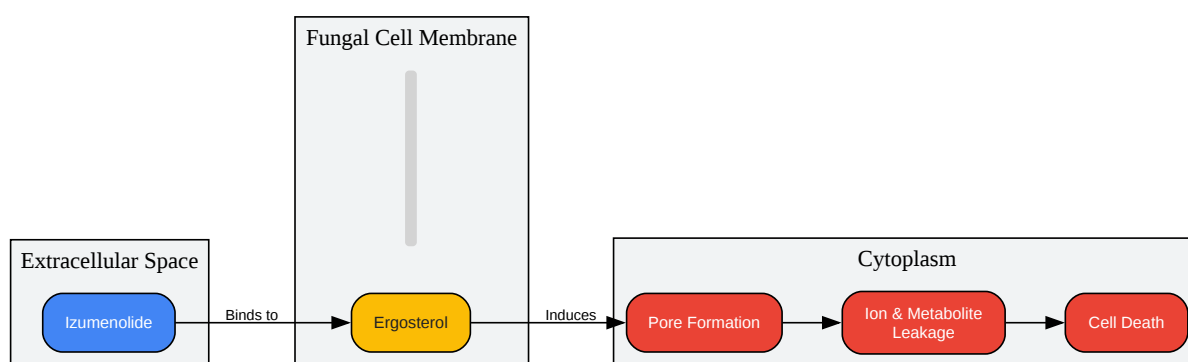 Fungal Cell Membrane
Extracellular Space
Cytoplasm
Izumenolide
Binds to
Ergosterol
Induces
Pore Formation
Ion & Metabolite
Leakage
Cell Death